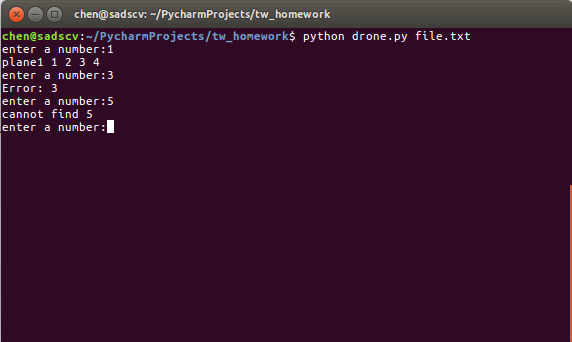 chen@sadscv: ~/PycharmProjects/tw_homework
chen@sadscv:~/PycharmProjects/tw_homework$ python drone.py file.txt
enter a number:1
plane1 1 2 3 4
enter a number:3
Error: 3
enter a number:5
cannot find 5
enter a number: